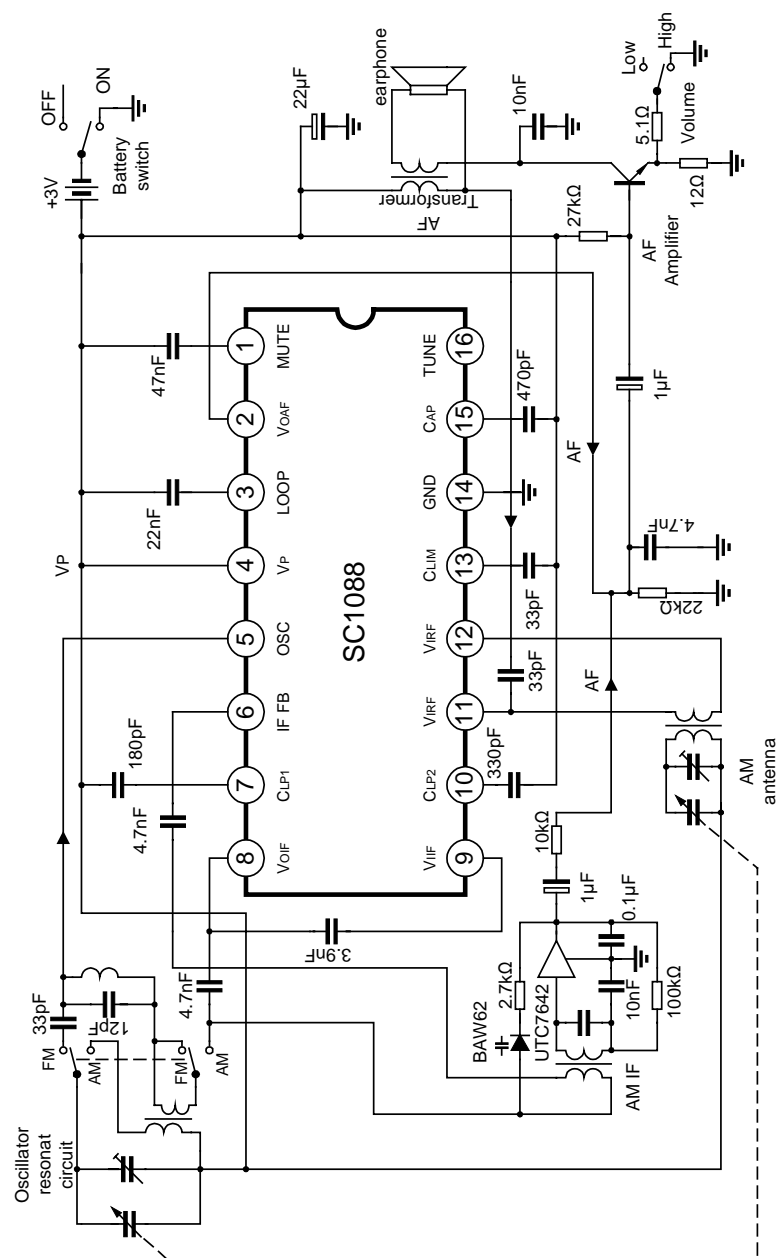 OFF
ON
+3V
Battery
switch
22µF
earphone
10nF
Low
High
5.1Ω
Volume
12Ω
Transformer
AF
27kΩ
AF
Amplifier
VP
47nF
22nF
180pF
4.7nF
1
MUTE
2
VOAF
3
LOOP
4
VP
5
OSC
6
IF FB
7
CLP1
8
VOIF
SC1088
16
TUNE
15
CAP
14
GND
13
CLIM
12
VIRF
11
VIRF
10
CLP2
9
VIIF
470pF
33pF
33pF
330pF
AF
1µF
4.7nF
22kΩ
AF
10kΩ
1µF
0.1µF
AM
antenna
3.9nF
4.7nF
2.7kΩ
BAW62
UTC7642
10nF
100kΩ
AM IF
33pF
12pF
FM
AM
FM
AM
Oscillator
resonat
circuit